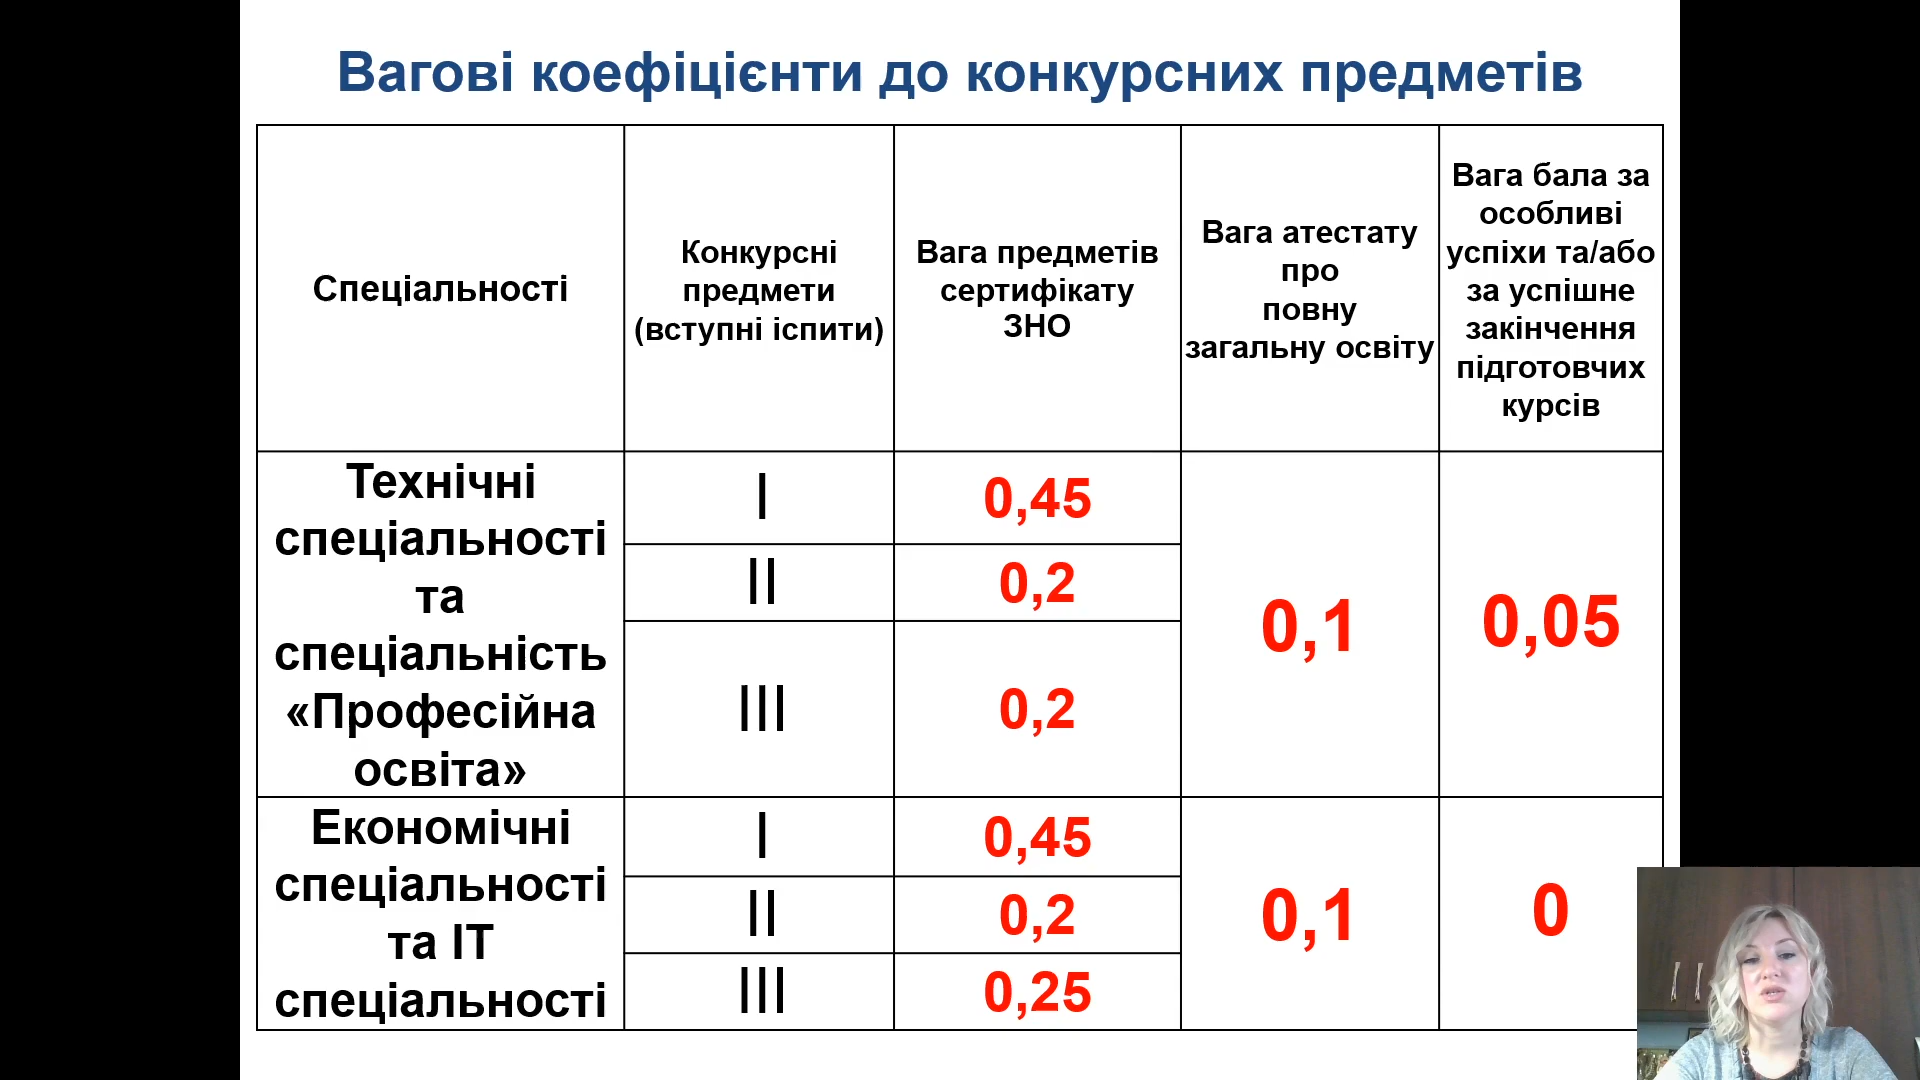 Вагові коефіцієнти до конкурсних предметів
Спеціальності
Конкурсні
предмети
(вступні іспити)
Вага предметів
сертифікату
ЗНО
Вага атестату
про
повну
загальну освіту
Вага бала за
особливі
успіхи та/або
за успішне
закінчення
підготовчих
курсів
Технічні
спеціальності
та
спеціальність
«Професійна
освіта»
I
0,45
II
0,2
III
0,2
0,1
0,05
Економічні
спеціальності
та ІТ
спеціальності
I
0,45
II
0,2
III
0,25
0,1
0